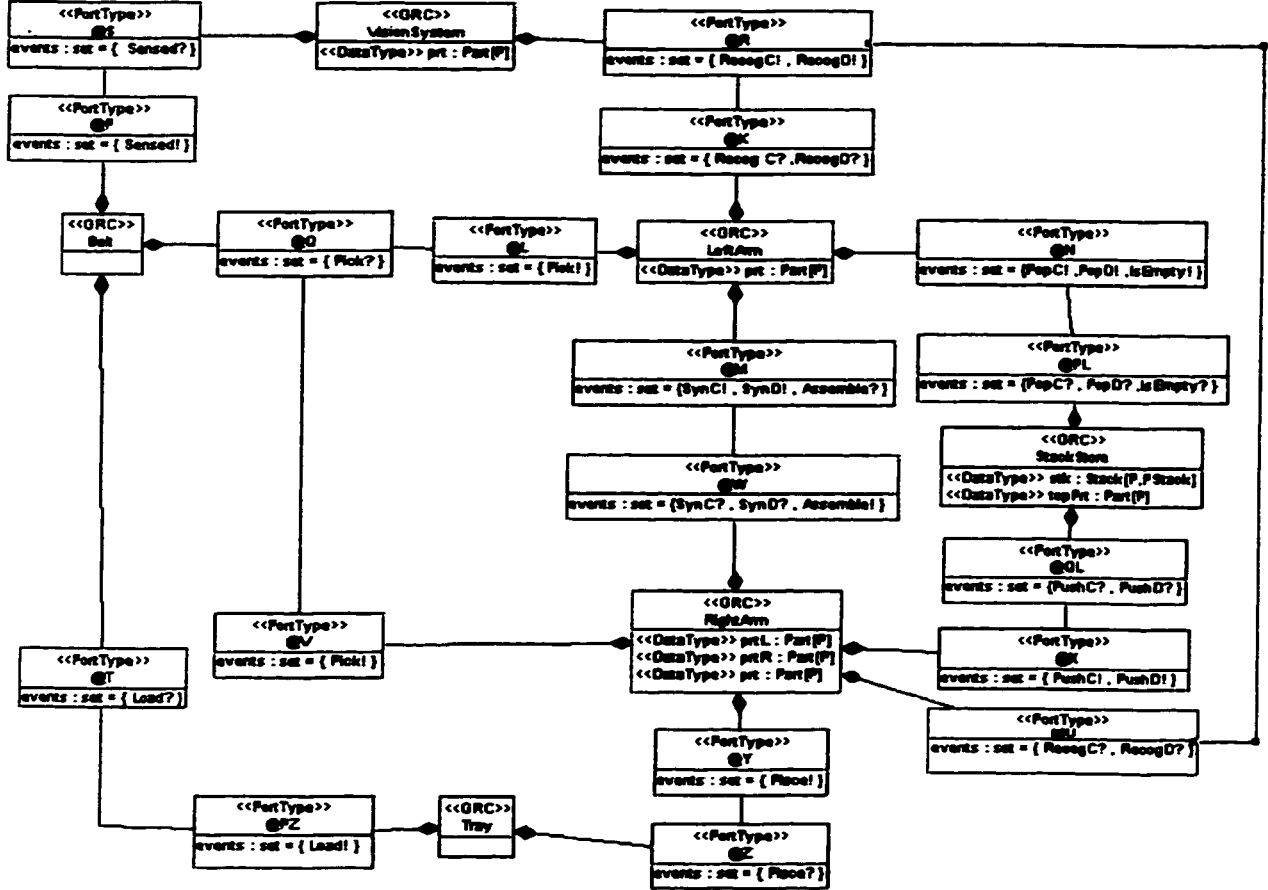 <<PortType>>
@S
events : set = { Sensed? }
<<GRC>>
VisionSystem
<<DataType>> prt : Part[P]
<<PortType>>
@R
events : set = { RecogC! , RecogD! }
<<PortType>>
@P
events : set = { Sensed! }
<<PortType>>
@K
events : set = { Recog C? ,RecogD? }
<<GRC>>
Belt
<<PortType>>
@Q
events : set = { Pick? }
<<PortType>>
@L
events : set = { Pick! }
<<GRC>>
LeftArm
<<DataType>> prt : Part[P]
<<PortType>>
@N
events : set = {PopC! ,PopD! ,isEmpty! }
<<PortType>>
@M
events : set = {SynC! , SynD! , Assemble? }
<<PortType>>
@PL
events : set = {PopC? , PopD? ,isEmpty? }
<<GRC>>
StackStore
<<DataType>> stk : Stack[P,PStack]
<<DataType>> topPrt : Part[P]
<<PortType>>
@W
events : set = {SynC? , SynD? , Assemble! }
<<PortType>>
@QL
events : set = {PushC? , PushD? }
<<GRC>>
RightArm
<<DataType>> prtL : Part[P]
<<DataType>> prtR : Part[P]
<<DataType>> prt : Part[P]
<<PortType>>
@V
events : set = { Pick! }
<<PortType>>
@X
events : set = { PushC! , PushD! }
<<PortType>>
@T
events : set = { Load? }
<<PortType>>
events : set = { RecogC? , RecogD? }
<<PortType>>
@Y
events : set = { Place! }
<<PortType>>
@PZ
events : set = { Load! }
<<GRC>>
Tray
<<PortType>>
@Z
events : set = { Place? }